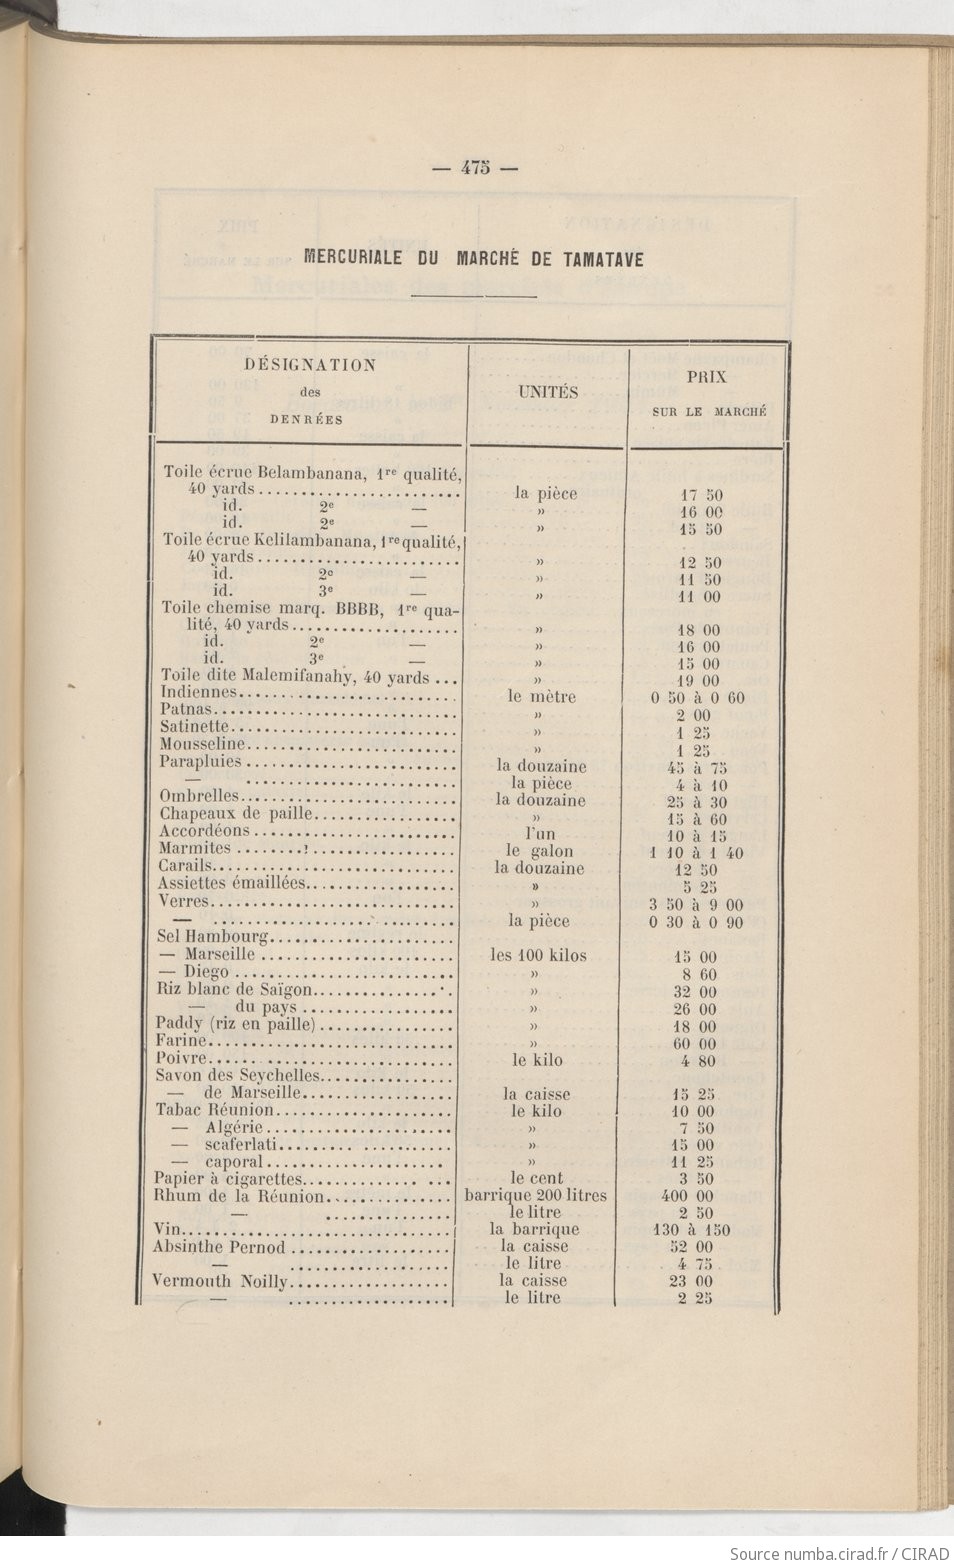 — 475 —
MERCURIALE DU MARCHÉ DE TAMATAVE
DÉSIGNATION des DENRÉES | UNITÉS | PRIX SUR LE MARCHÉ
Toile écrue Belambanana, 1re qualité,
40 yards ........................ la pièce 17 50
id. 2e — » 16 00
id. 2e — » 15 50
Toile écrue Kelilambanana, 1re qualité,
40 yards ........................ » 12 50
id. 2e — » 11 50
id. 3e — » 11 00
Toile chemise marq. BBBB, 1re qua-
lité, 40 yards .................... » 18 00
id. 2e — » 16 00
id. 3e — » 15 00
Toile dite Malemifanahy, 40 yards ... » 19 00
Indiennes .......................... le mètre 0 50 à 0 60
Patnas ............................. » 2 00
Satinette ........................... » 1 25
Mousseline ......................... » 1 25
Parapluies ......................... la douzaine 45 à 75
— ......................... la pièce 4 à 10
Ombrelles .......................... la douzaine 25 à 30
Chapeaux de paille ................. » 15 à 60
Accordéons ........................ l'un 10 à 15
Marmites .......................... le galon 1 10 à 1 40
Carails ............................. la douzaine 12 50
Assiettes émaillées .................. » 5 25
Verres ............................. » 3 50 à 9 00
— ............................. la pièce 0 30 à 0 90
Sel Hambourg ......................
— Marseille ....................... les 100 kilos 15 00
— Diego .......................... » 8 60
Riz blanc de Saïgon ................ » 32 00
— du pays .................. » 26 00
Paddy (riz en paille) ................ » 18 00
Farine ............................. » 60 00
Poivre ............................. le kilo 4 80
Savon des Seychelles ................
— de Marseille .................. la caisse 15 25
Tabac Réunion ..................... le kilo 10 00
— Algérie ...................... » 7 50
— scaferlati .................... » 15 00
— caporal ..................... » 11 25
Papier à cigarettes .................. le cent 3 50
Rhum de la Réunion ............... barrique 200 litres 400 00
— ............... le litre 2 50
Vin ................................ la barrique 130 à 150
Absinthe Pernod ................... la caisse 52 00
— ................... le litre 4 75
Vermouth Noilly ................... la caisse 23 00
— ................... le litre 2 25
Source numba.cirad.fr / CIRAD